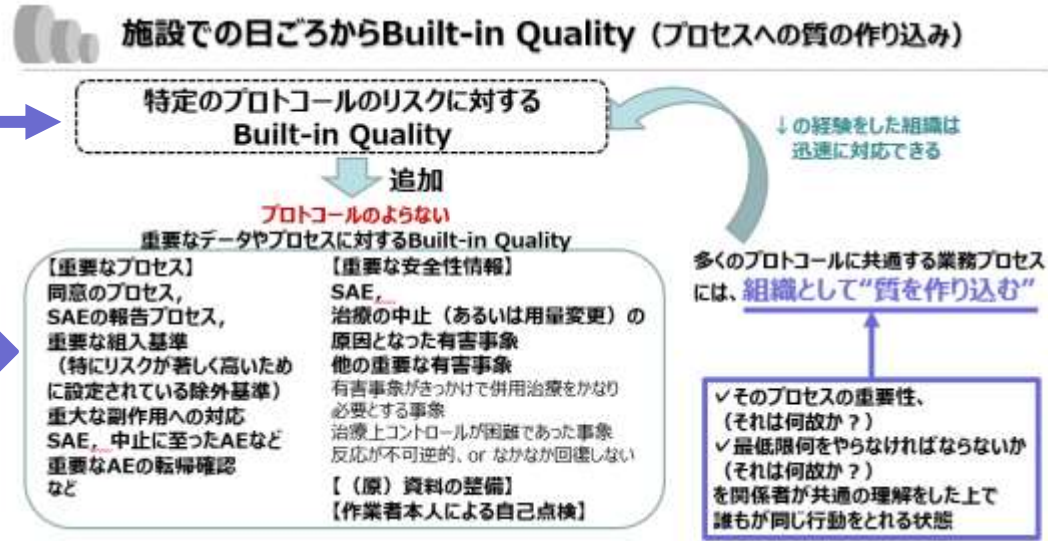 施設での日ごろからBuilt-in Quality（プロセスへの質の作り込み）
特定のプロトコールのリスクに対する
Built-in Quality
↓の経験をした組織は
迅速に対応できる
追加
プロトコールのよらない
重要なデータやプロセスに対するBuilt-in Quality
【重要なプロセス】
同意のプロセス，
SAEの報告プロセス，
重要な組入基準
（特にリスクが著しく高いため
に設定されている除外基準）
重大な副作用への対応
SAE，中止に至ったAEなど
重要なAEの転帰確認
など
【重要な安全性情報】
SAE，
治療の中止（あるいは用量変更）の
原因となった有害事象
他の重要な有害事象
有害事象がきっかけで併用治療をかなり
必要とする事象
治療上コントロールが困難であった事象
反応が不可逆的、or なかなか回復しない
【（原）資料の整備】
【作業者本人による自己点検】
多くのプロトコールに共通する業務プロセス
には、組織として“質を作り込む”
✓そのプロセスの重要性、
（それは何故か？）
✓最低限何をやらなければならないか
（それは何故か？）
を関係者が共通の理解をした上で
誰もが同じ行動をとれる状態